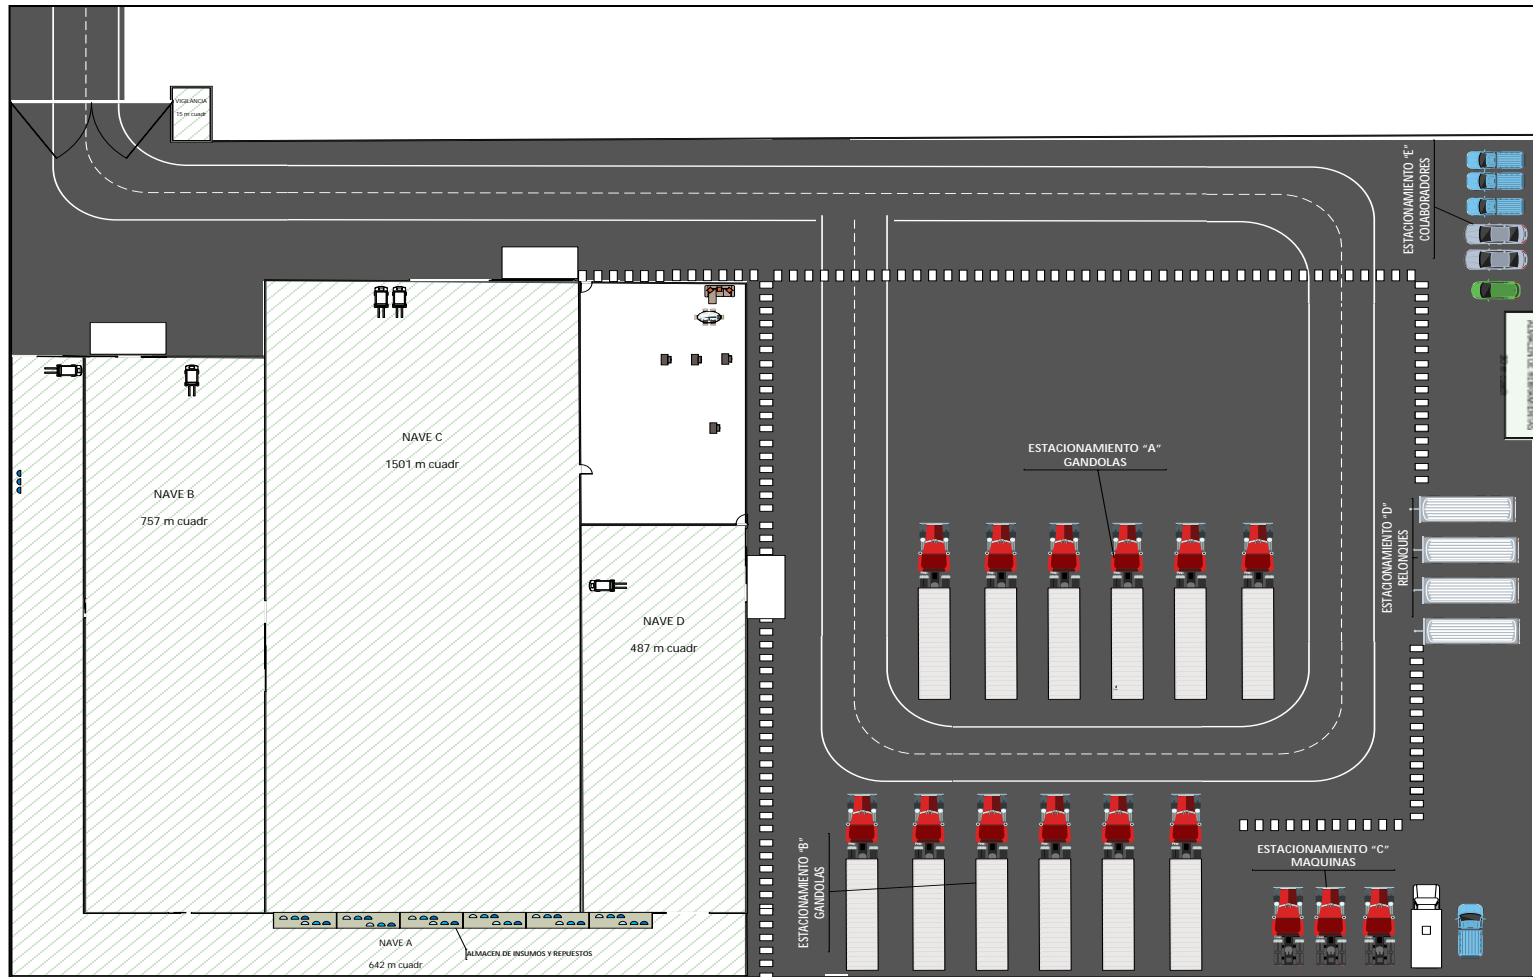 VIGILANCIA
15 m cuadr
ESTACIONAMIENTO "E"
COLABORADORES
NAVE C
1501 m cuadr
ESTACIONAMIENTO "A"
GANDOLAS
NAVE B
757 m cuadr
ESTACIONAMIENTO "D"
RELONQUES
NAVE D
487 m cuadr
ESTACIONAMIENTO "B"
GANDOLAS
ESTACIONAMIENTO "C"
MAQUINAS
NAVE A
642 m cuadr
ALMACEN DE INSUMOS Y REPUESTOS